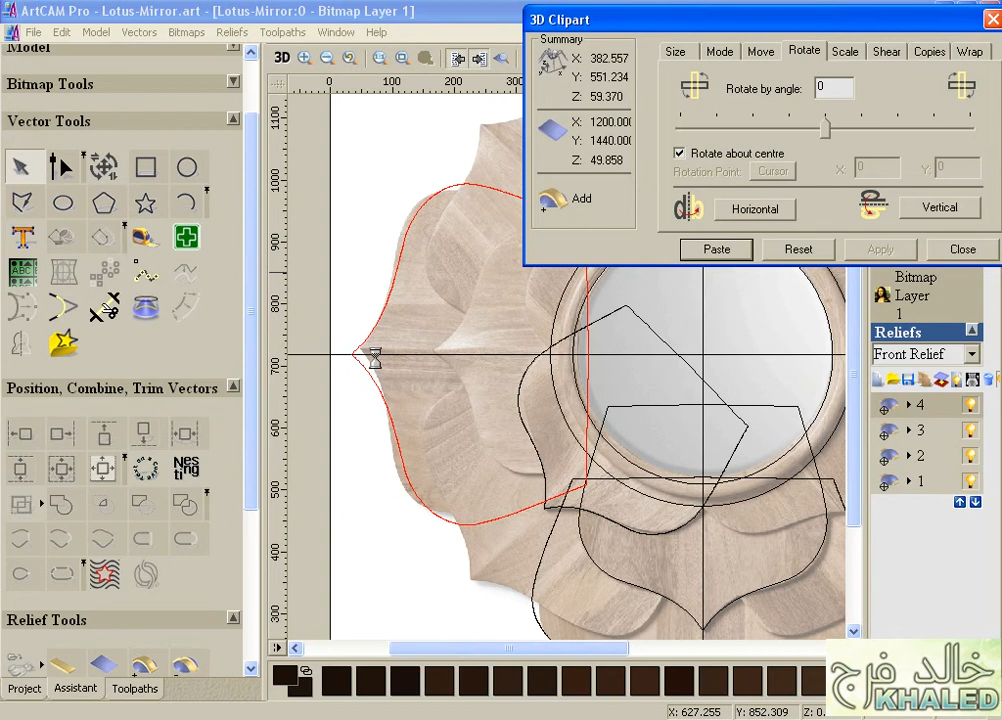 ArtCAM Pro - Lotus-Mirror.art - [Lotus-Mirror:0 - Bitmap Layer 1]
File Edit Model Vectors Bitmaps Reliefs Toolpaths Window Help
Model
Bitmap Tools
Vector Tools
ABC
Position, Combine, Trim Vectors
NES
TING
Relief Tools
Project Assistant Toolpaths
3D
0 100 200
1100
1000
900
800
700
600
500
400
300
3D Clipart
Summary
X: 382.557
Y: 551.234
Z: 59.370
X: 1200.000
Y: 1440.000
Z: 49.858
Add
Size Mode Move Rotate Scale Shear Copies Wrap
Rotate by angle: 0
Rotate about centre
Rotation Point: Cursor X: 0 Y: 0
Horizontal
Vertical
Paste Reset Apply Close
Bitmap
Layer
1
Reliefs
Front Relief
4
3
2
1
خالد فرج
KHALED
X: 627.255 Y: 852.309 Z: 0.